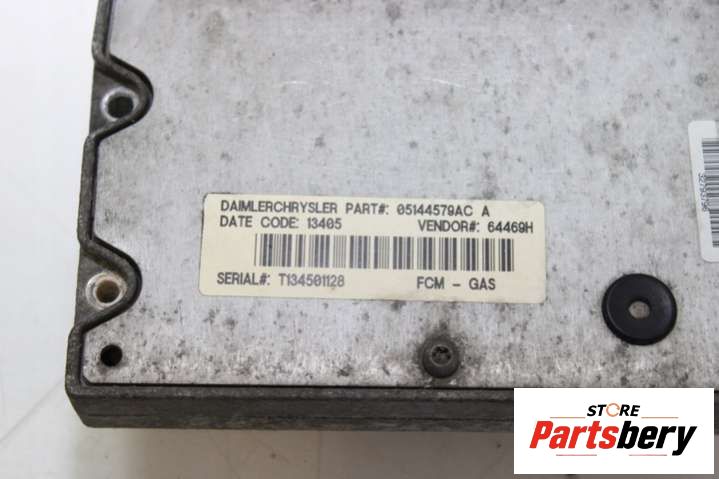 DAIMLERCHRYSLER PART#: 05144579AC A
DATE CODE: 13405 VENDOR#: 64469H
SERIAL#: T134501128 FCM - GAS
STORE
Partsbery